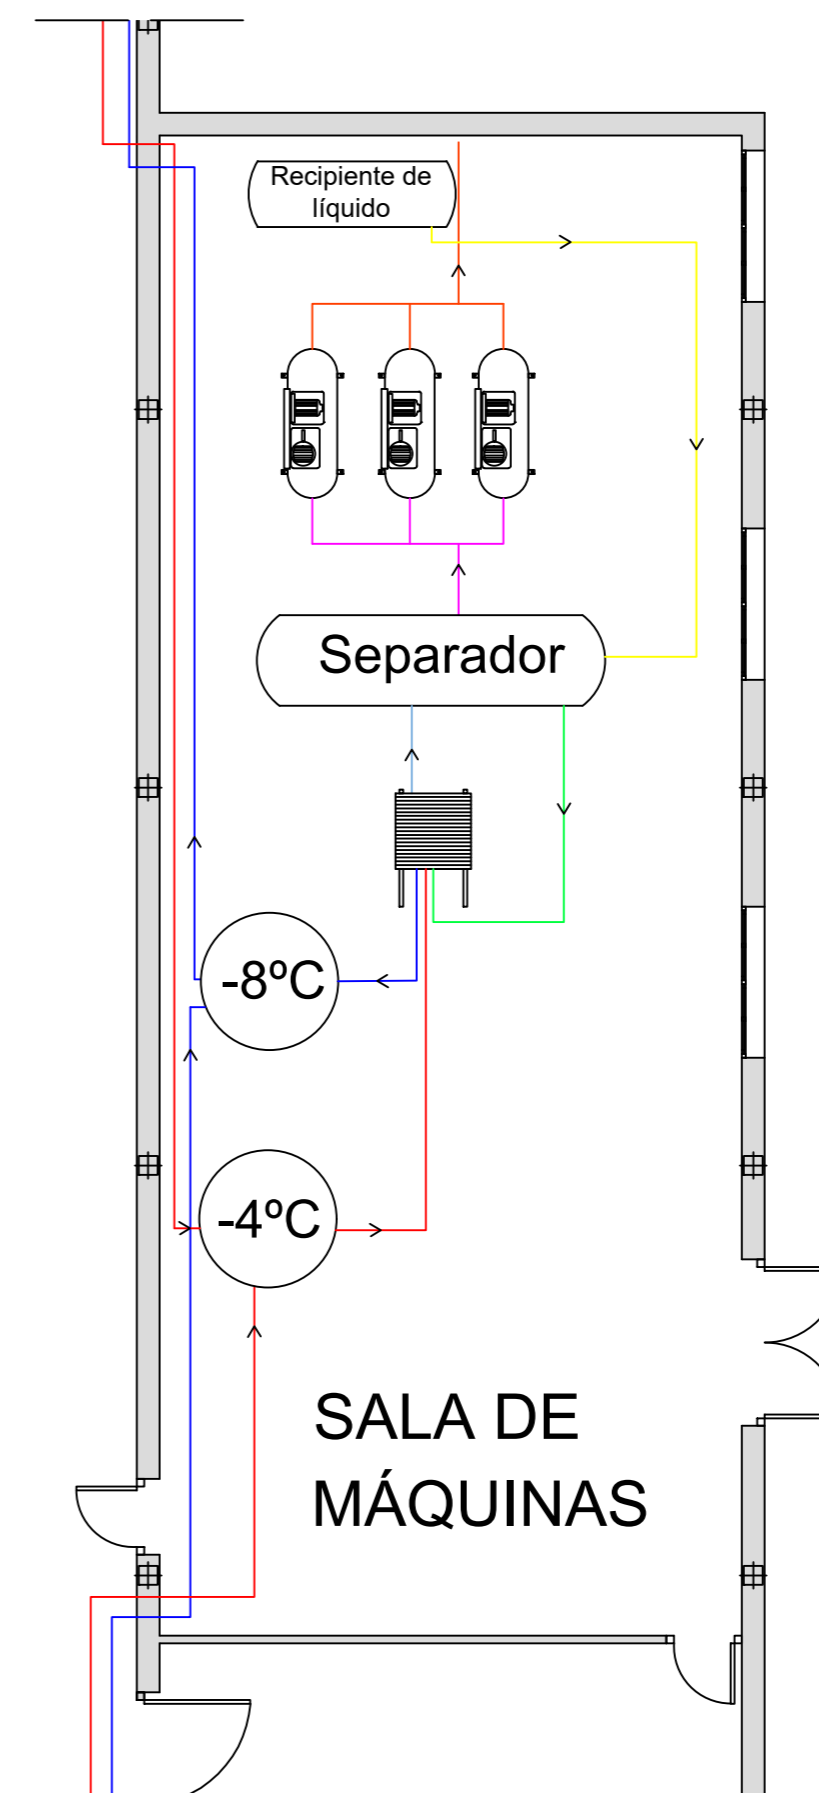 Recipiente de
líquido
Separador
-8ºC
-4ºC
SALA DE
MÁQUINAS